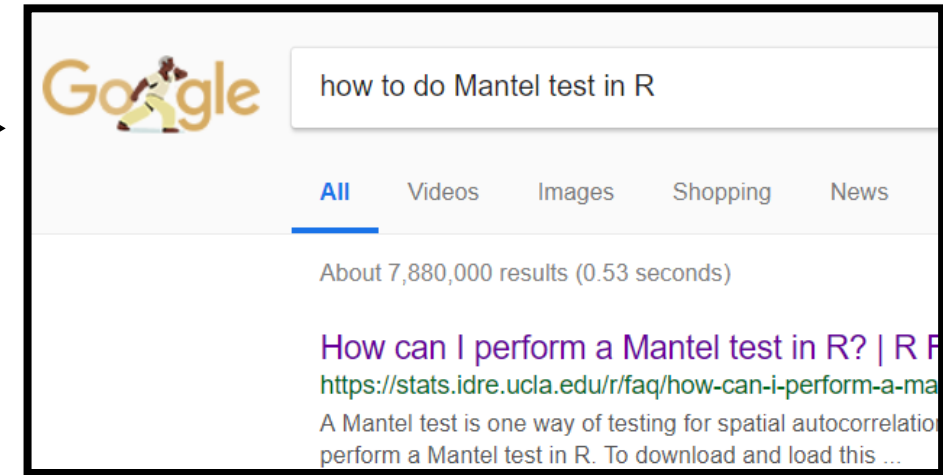 Google
how to do Mantel test in R
All Videos Images Shopping News
About 7,880,000 results (0.53 seconds)
How can I perform a Mantel test in R? | R
https://stats.idre.ucla.edu/r/faq/how-can-i-perform-a-ma
A Mantel test is one way of testing for spatial
perform a Mantel test in R. To download and load this ...